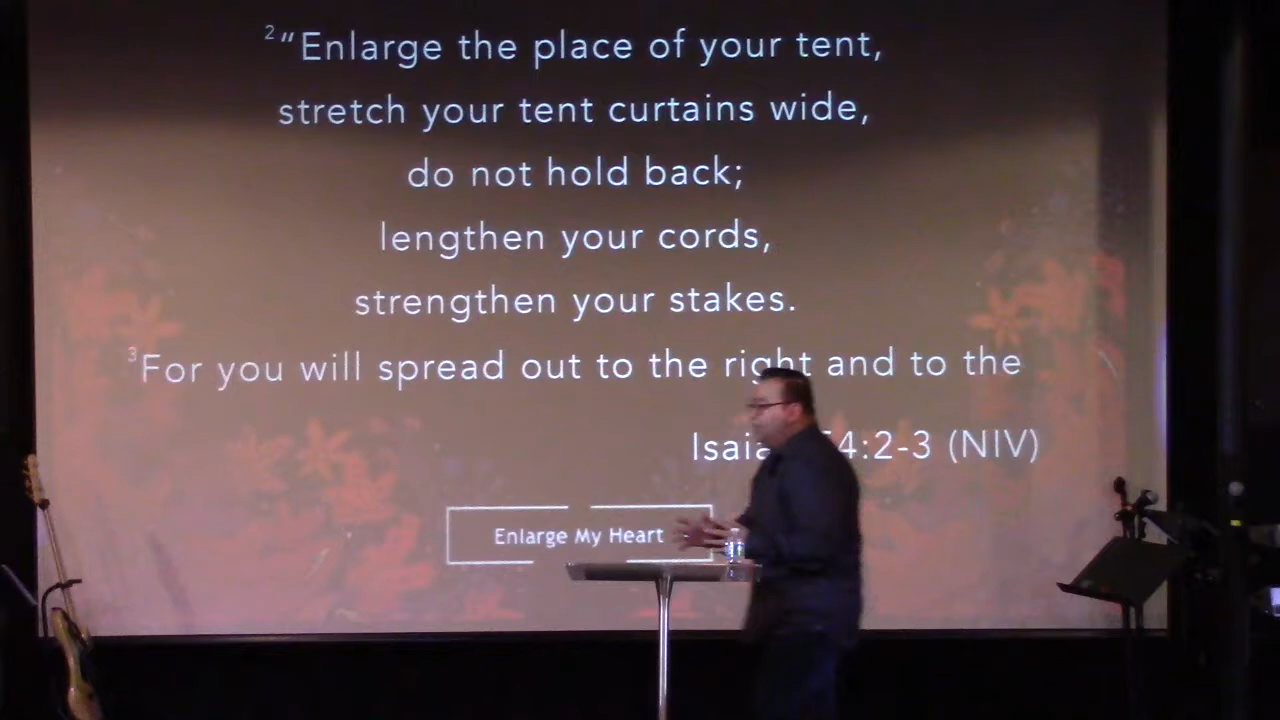 2 “Enlarge the place of your tent,
stretch your tent curtains wide,
do not hold back;
lengthen your cords,
strengthen your stakes.
3 For you will spread out to the right and to the
4:2-3 (NIV)
Enlarge My Heart